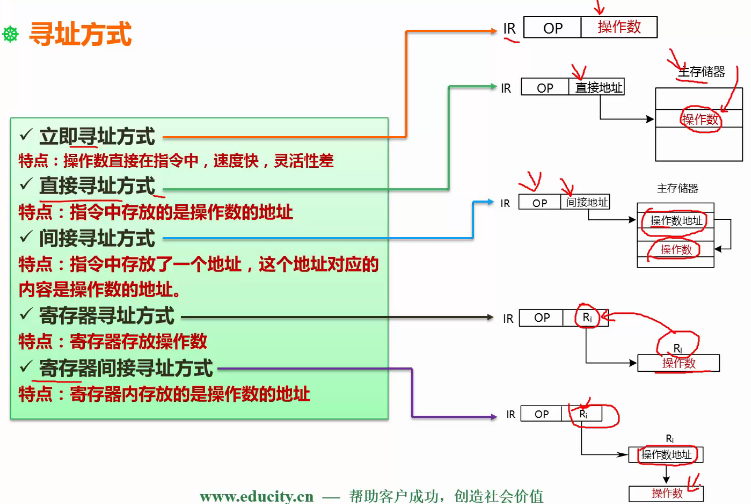 寻址方式
IR OP 操作数
IR OP 直接地址
主存储器
操作数
✓ 立即寻址方式
特点：操作数直接在指令中，速度快，灵活性差
✓ 直接寻址方式
特点：指令中存放的是操作数的地址
✓ 间接寻址方式
特点：指令中存放了一个地址，这个地址对应的
内容是操作数的地址。
✓ 寄存器寻址方式
特点：寄存器存放操作数
✓ 寄存器间接寻址方式
特点：寄存器内存放的是操作数的地址
IR OP 间接地址
主存储器
操作数地址
操作数
IR OP Ri
Ri
操作数
IR OP Ri
Ri
操作数地址
操作数
www.educity.cn — 帮助客户成功，创造社会价值